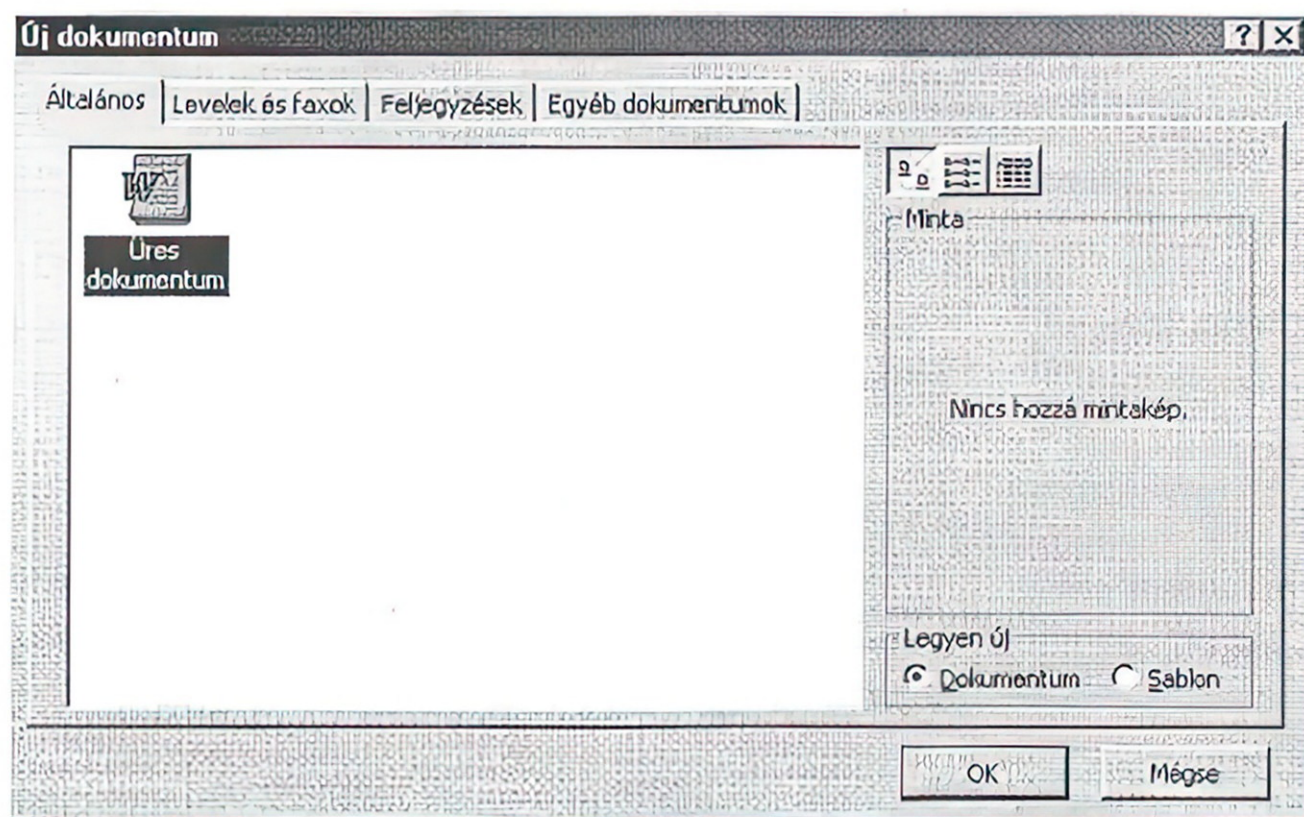 Új dokumentum
Általános
Levelek és faxok
Feljegyzések
Egyéb dokumentumok
W
Üres
dokumentum
Minta
Nincs hozzá mintakép.
Legyen új
Dokumentum
Sablon
OK
Mégse